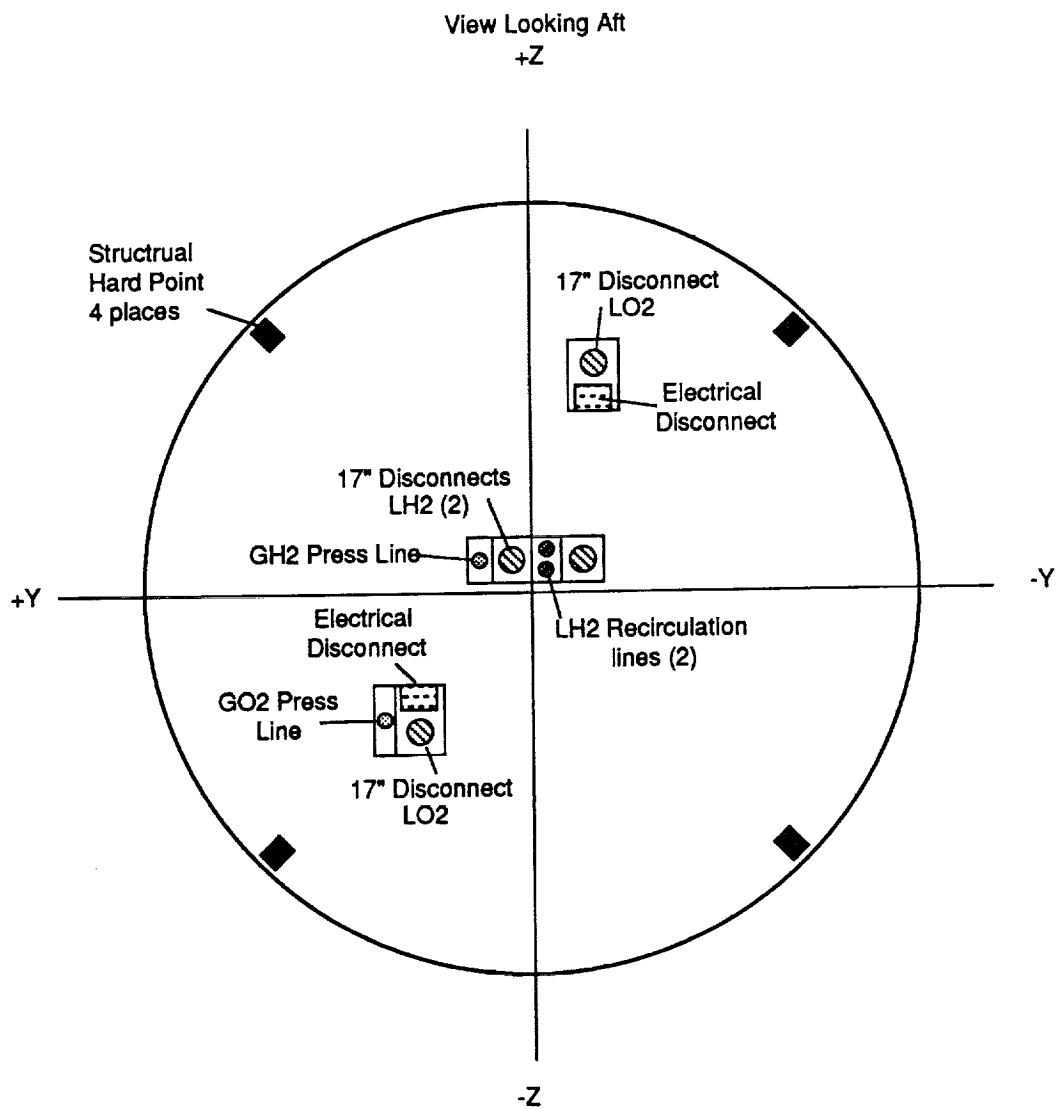 View Looking Aft
+Z
Structrual
Hard Point
4 places
17" Disconnect
LO2
Electrical
Disconnect
17" Disconnects
LH2 (2)
GH2 Press Line
+Y
-Y
Electrical
Disconnect
LH2 Recirculation
lines (2)
GO2 Press
Line
17" Disconnect
LO2
-Z